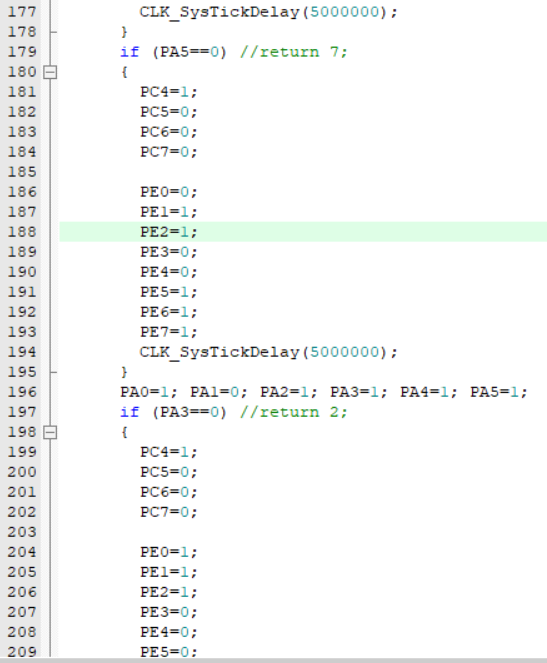 177 CLK_SysTickDelay(5000000);
178 }
179 if (PA5==0) //return 7;
180 {
181 PC4=1;
182 PC5=0;
183 PC6=0;
184 PC7=0;
185
186 PE0=0;
187 PE1=1;
188 PE2=1;
189 PE3=0;
190 PE4=0;
191 PE5=1;
192 PE6=1;
193 PE7=1;
194 CLK_SysTickDelay(5000000);
195 }
196 PA0=1; PA1=0; PA2=1; PA3=1; PA4=1; PA5=1;
197 if (PA3==0) //return 2;
198 {
199 PC4=1;
200 PC5=0;
201 PC6=0;
202 PC7=0;
203
204 PE0=1;
205 PE1=1;
206 PE2=1;
207 PE3=0;
208 PE4=0;
209 PE5=0;